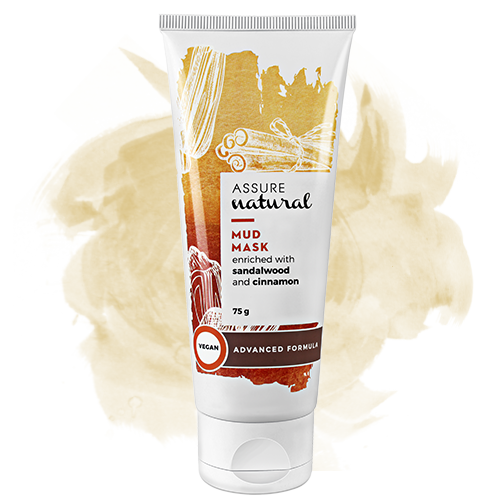 ASSURE
natural
MUD
MASK
enriched with
sandalwood
and cinnamon
75 g
VEGAN
ADVANCED FORMULA